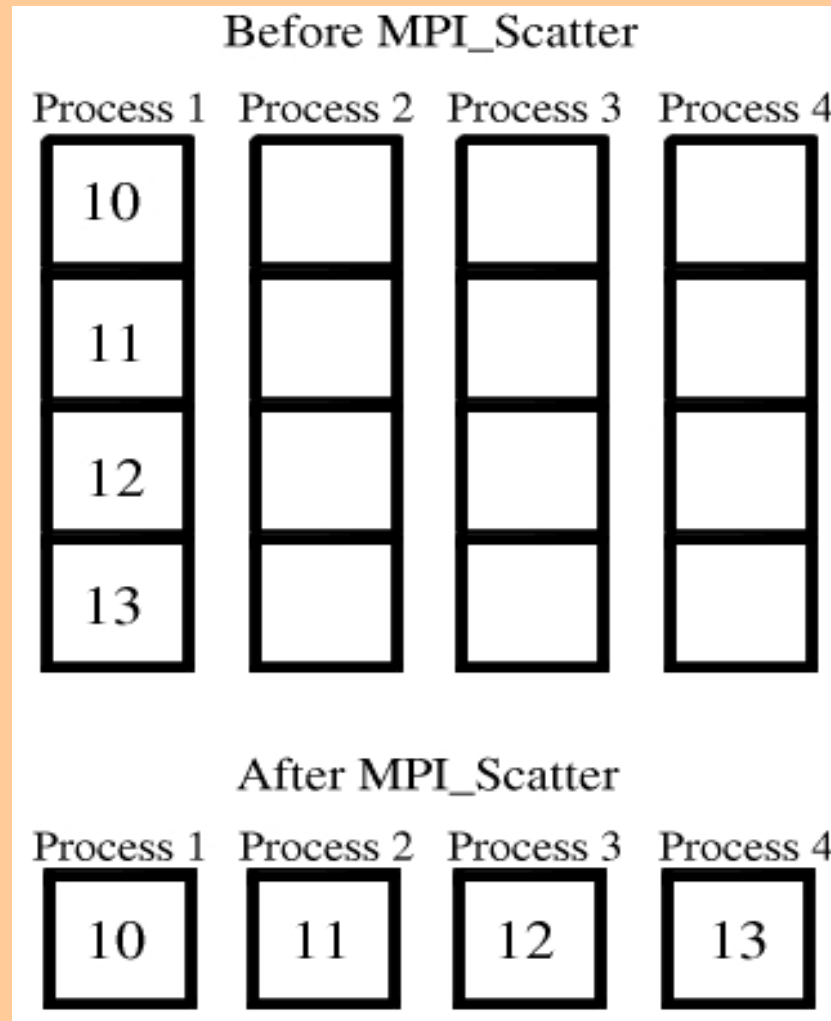 Before MPI_Scatter
Process 1 Process 2 Process 3 Process 4
10
11
12
13
After MPI_Scatter
Process 1 Process 2 Process 3 Process 4
10 11 12 13